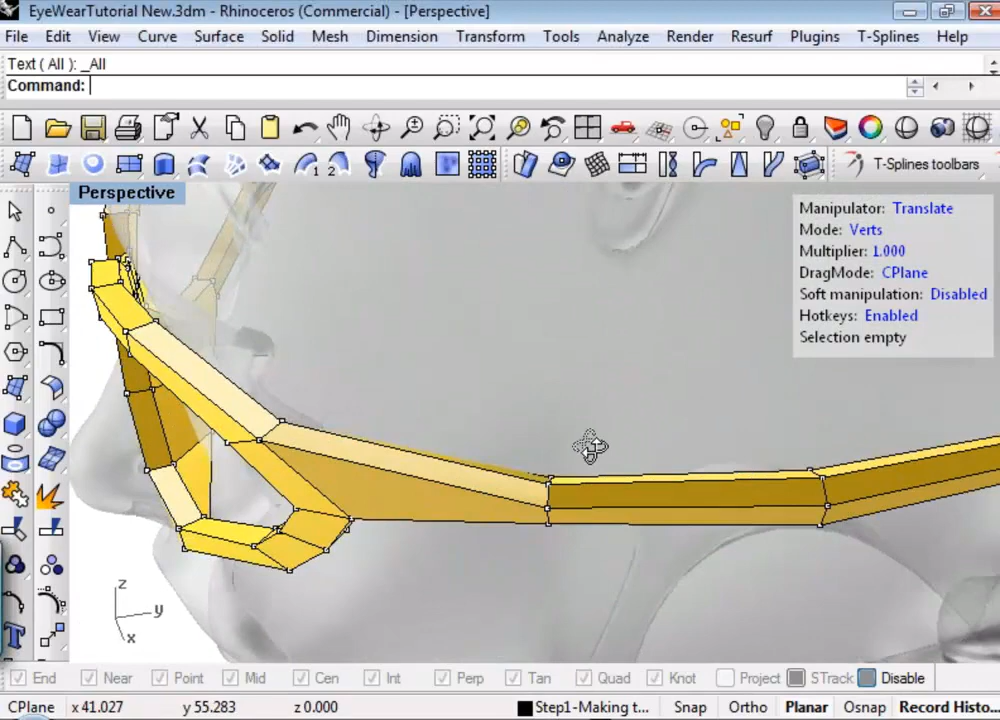 EyeWearTutorial New.3dm - Rhinoceros (Commercial) - [Perspective]
File Edit View Curve Surface Solid Mesh Dimension Transform Tools Analyze Render Resurf Plugins T-Splines Help
Text ( All ): _All
Command:
1 2 T-Splines toolbars
Perspective
Manipulator: Translate
Mode: Verts
Multiplier: 1.000
DragMode: CPlane
Soft manipulation: Disabled
Hotkeys: Enabled
Selection empty
z
y
x
End Near Point Mid Cen Int Perp Tan Quad Knot Project STrack Disable
CPlane x 41.027 y 55.283 z 0.000 Step1-Making t... Snap Ortho Planar Osnap Record Histo...